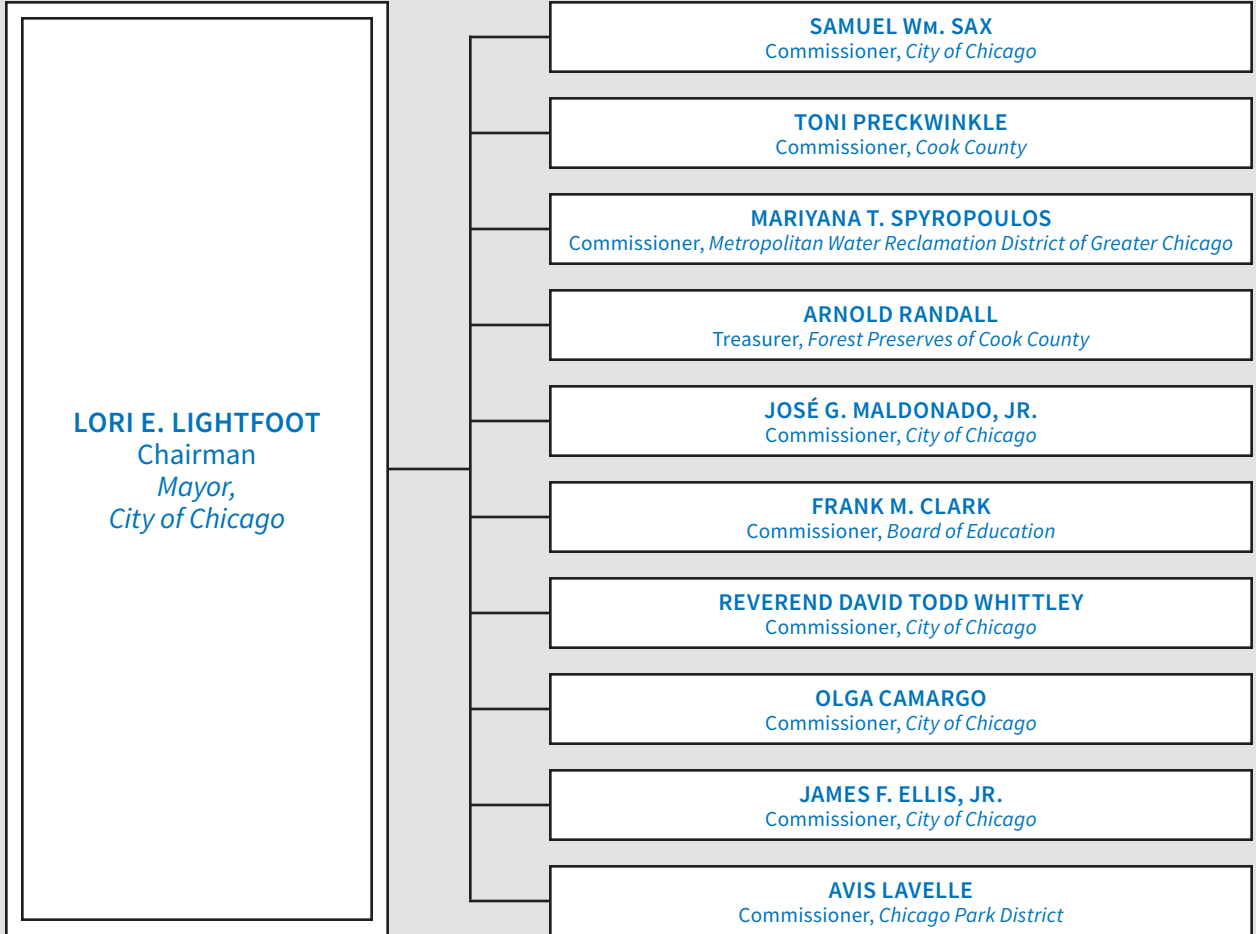 LORI E. LIGHTFOOT
Chairman
Mayor,
City of Chicago
SAMUEL WM. SAX
Commissioner, City of Chicago
TONI PRECKWINKLE
Commissioner, Cook County
MARIYANA T. SPYROPOULOS
Commissioner, Metropolitan Water Reclamation District of Greater Chicago
ARNOLD RANDALL
Treasurer, Forest Preserves of Cook County
JOSÉ G. MALDONADO, JR.
Commissioner, City of Chicago
FRANK M. CLARK
Commissioner, Board of Education
REVEREND DAVID TODD WHITTLEY
Commissioner, City of Chicago
OLGA CAMARGO
Commissioner, City of Chicago
JAMES F. ELLIS, JR.
Commissioner, City of Chicago
AVIS LAVELLE
Commissioner, Chicago Park District